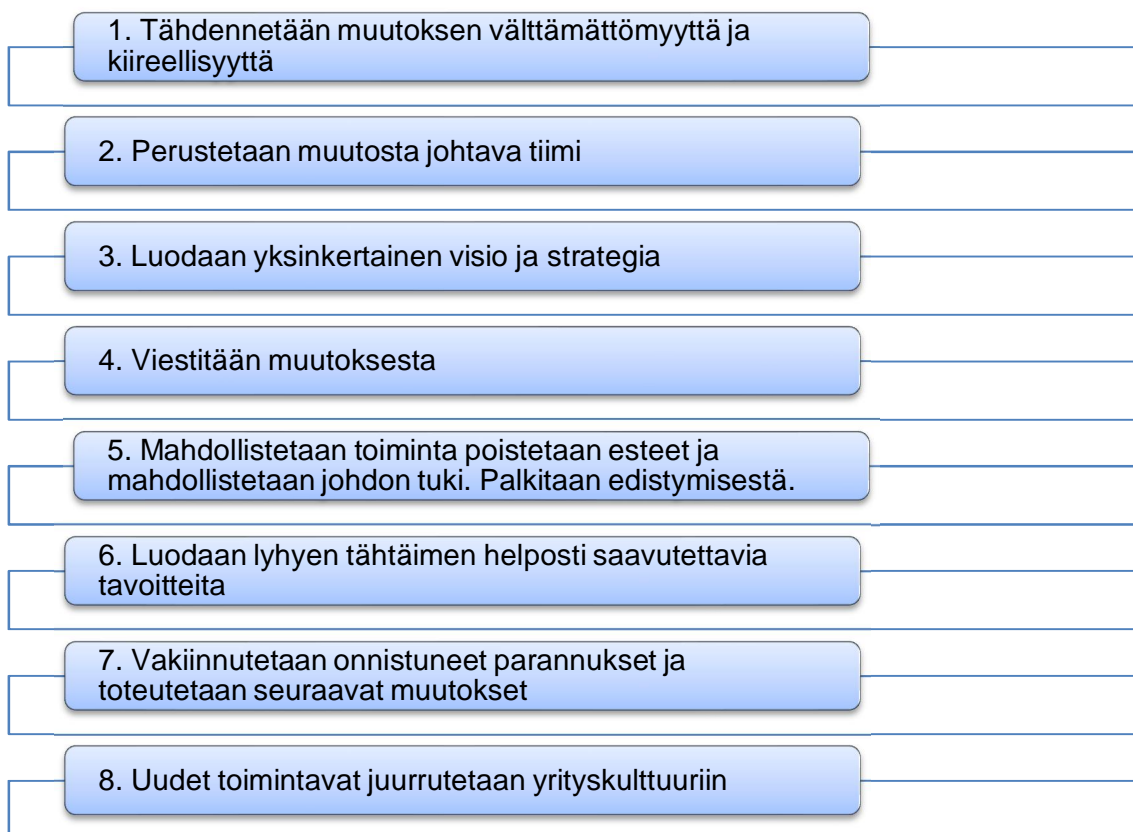 1. Tähdennetään muutoksen välttämättömyyttä ja
kiireellisyyttä
2. Perustetaan muutosta johtava tiimi
3. Luodaan yksinkertainen visio ja strategia
4. Viestitään muutoksesta
5. Mahdollistetaan toiminta poistetaan esteet ja
mahdollistetaan johdon tuki. Palkitaan edistymisestä.
6. Luodaan lyhyen tähtäimen helposti saavutettavia
tavoitteita
7. Vakiinnutetaan onnistuneet parannukset ja
toteutetaan seuraavat muutokset
8. Uudet toimintavat juurrutetaan yrityskulttuuriin